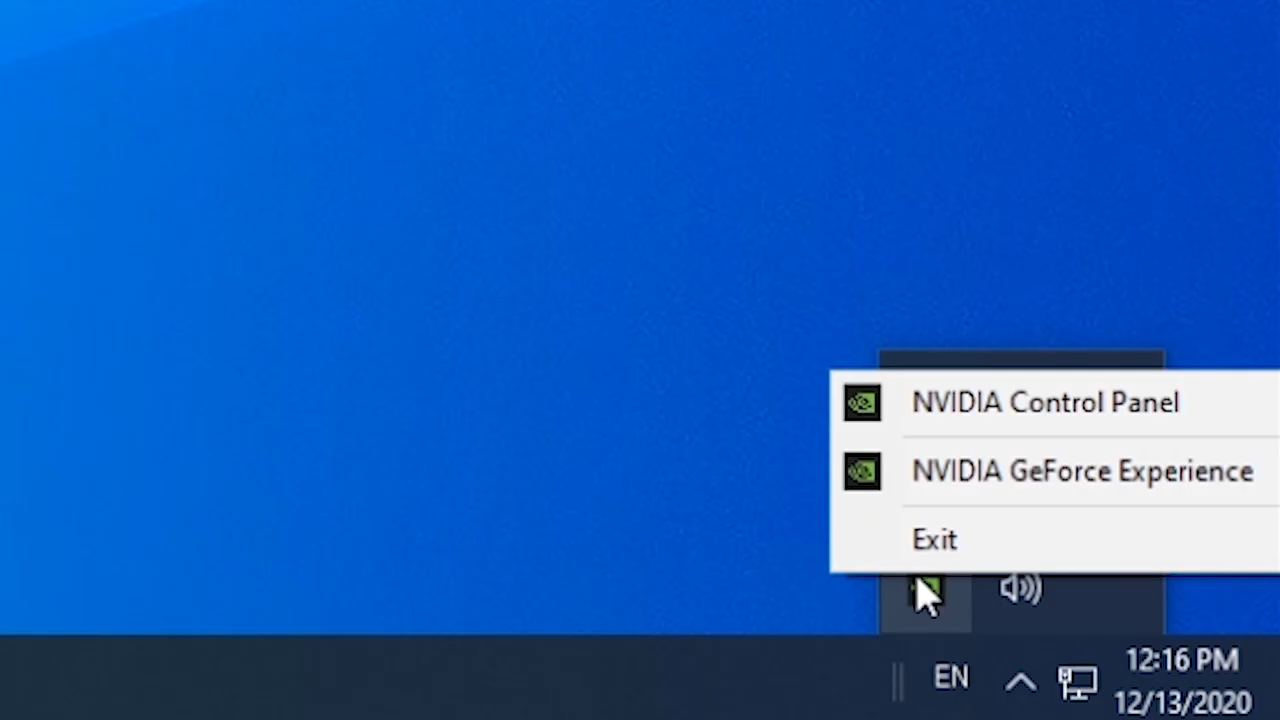 NVIDIA Control Panel
NVIDIA GeForce Experience
Exit
EN
12:16 PM
12/13/2020